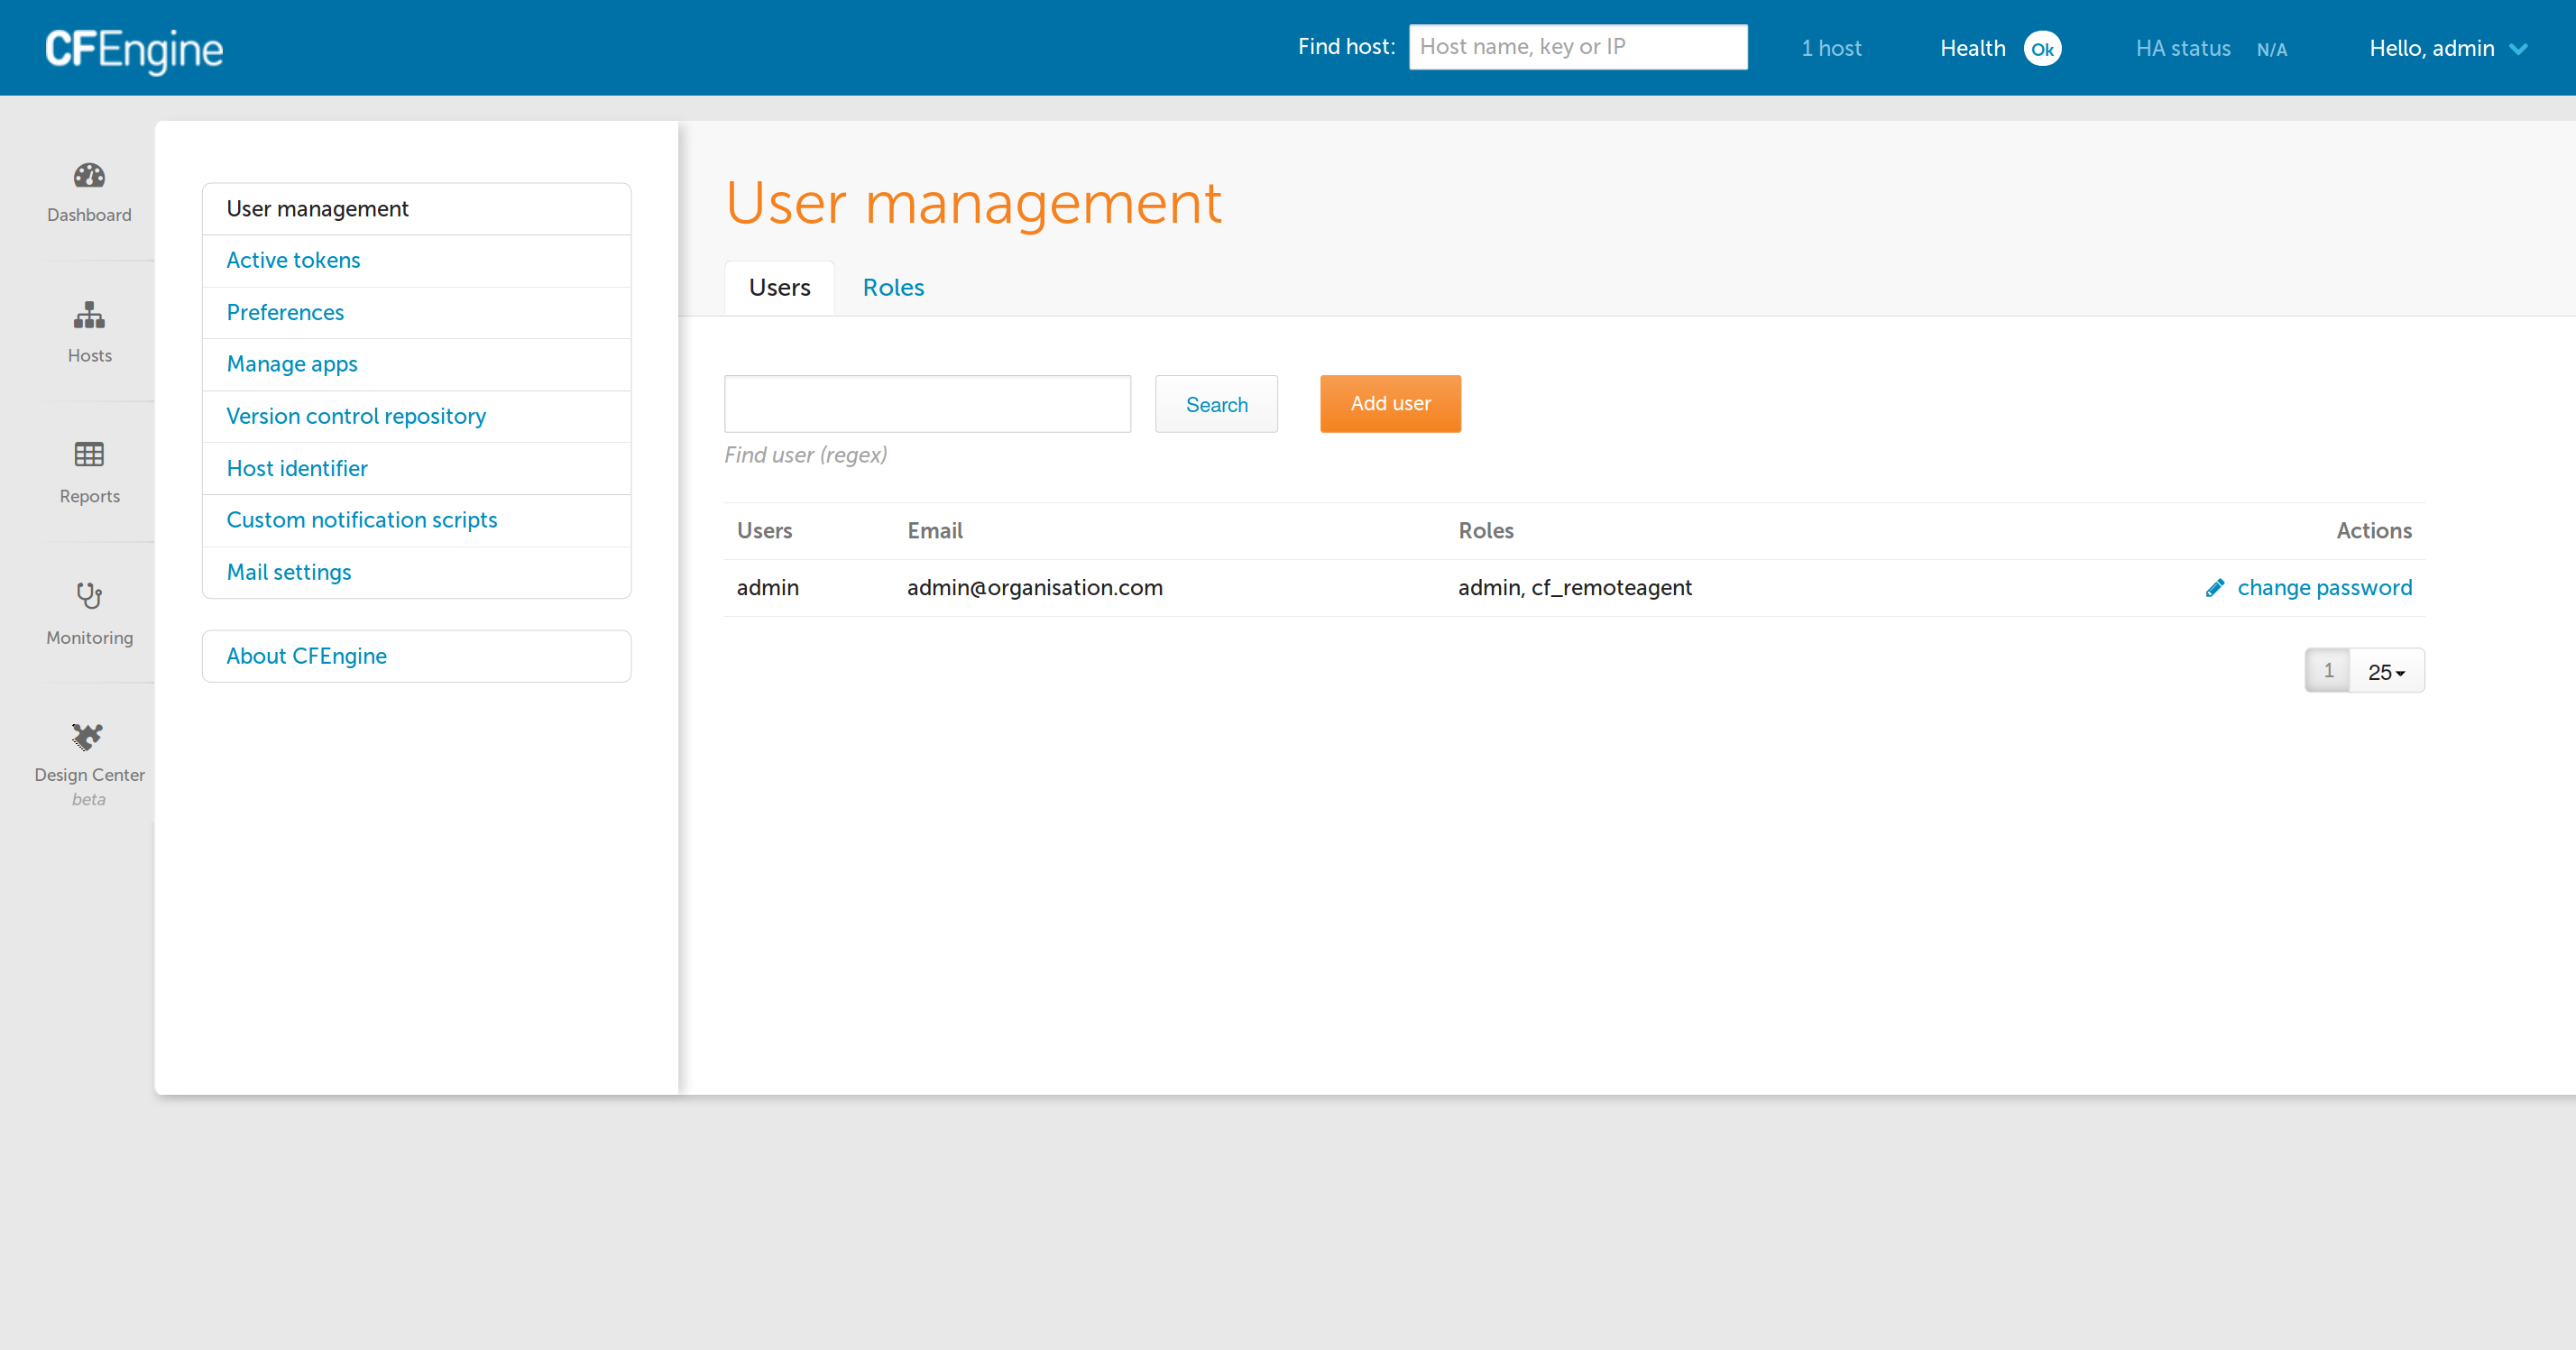 CFEngine
Find host: Host name, key or IP 1 host Health Ok HA status N/A Hello, admin
Dashboard
Hosts
Reports
Monitoring
Design Center
beta
User management
Active tokens
Preferences
Manage apps
Version control repository
Host identifier
Custom notification scripts
Mail settings
About CFEngine
User management
Users Roles
Search Add user
Find user (regex)
Users Email Roles Actions
admin admin@organisation.com admin, cf_remoteagent change password
1 25